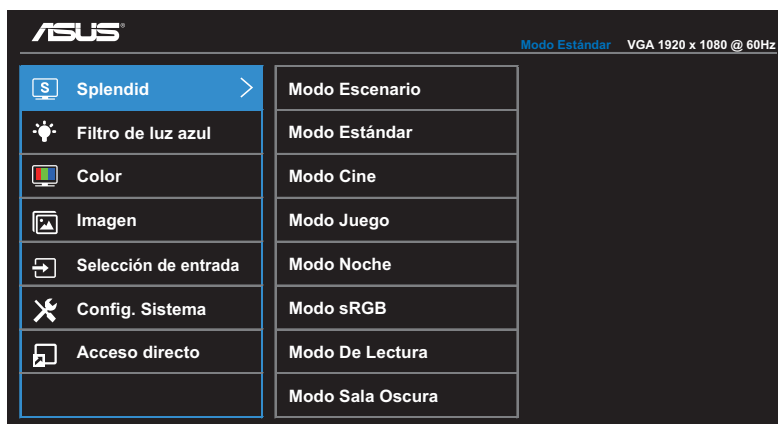 ASUS
Modo Estándar VGA 1920 x 1080 @ 60Hz
S Splendid
Filtro de luz azul
Color
Imagen
Selección de entrada
Config. Sistema
Acceso directo
Modo Escenario
Modo Estándar
Modo Cine
Modo Juego
Modo Noche
Modo sRGB
Modo De Lectura
Modo Sala Oscura